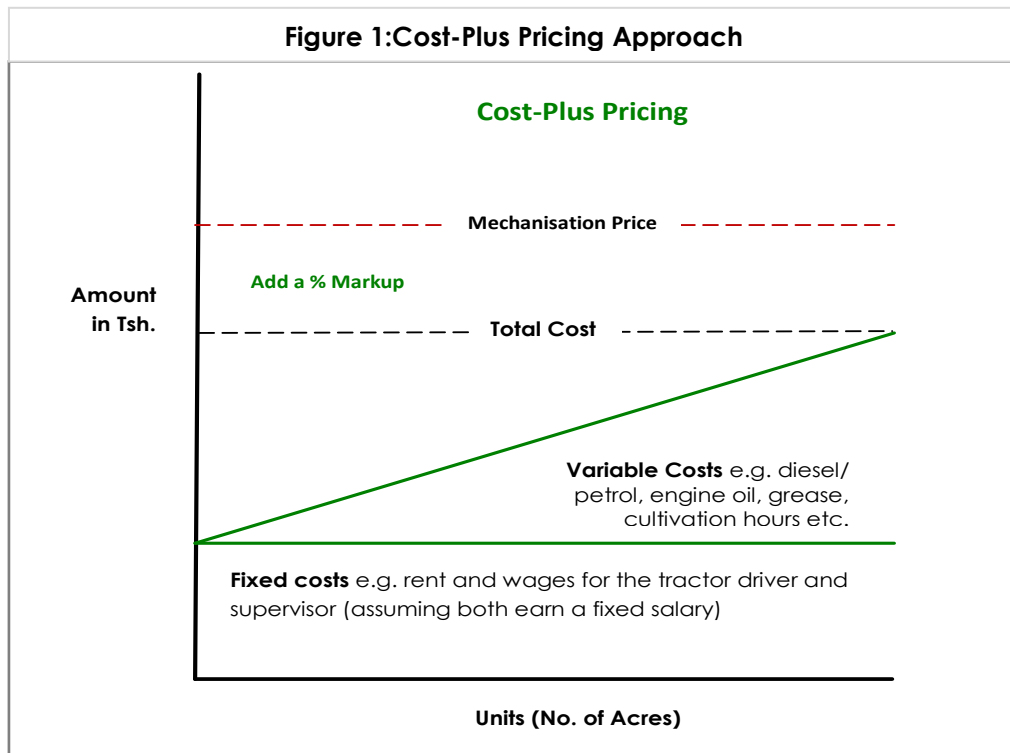 Figure 1:Cost-Plus Pricing Approach
Cost-Plus Pricing
Mechanisation Price
Add a % Markup
Amount
in Tsh.
Total Cost
Variable Costs e.g. diesel/
petrol, engine oil, grease,
cultivation hours etc.
Fixed costs e.g. rent and wages for the tractor driver and
supervisor (assuming both earn a fixed salary)
Units (No. of Acres)